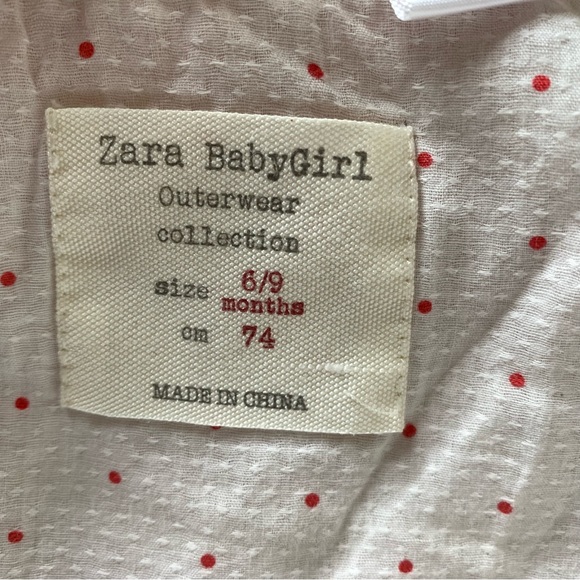 Zara BabyGirl
Outerwear
collection
size 6/9 months
cm 74
MADE IN CHINA